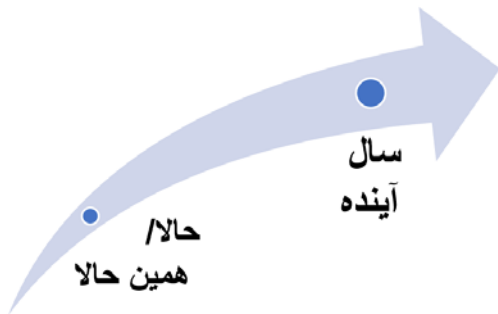 سال
آینده
حالا/
همین حالا